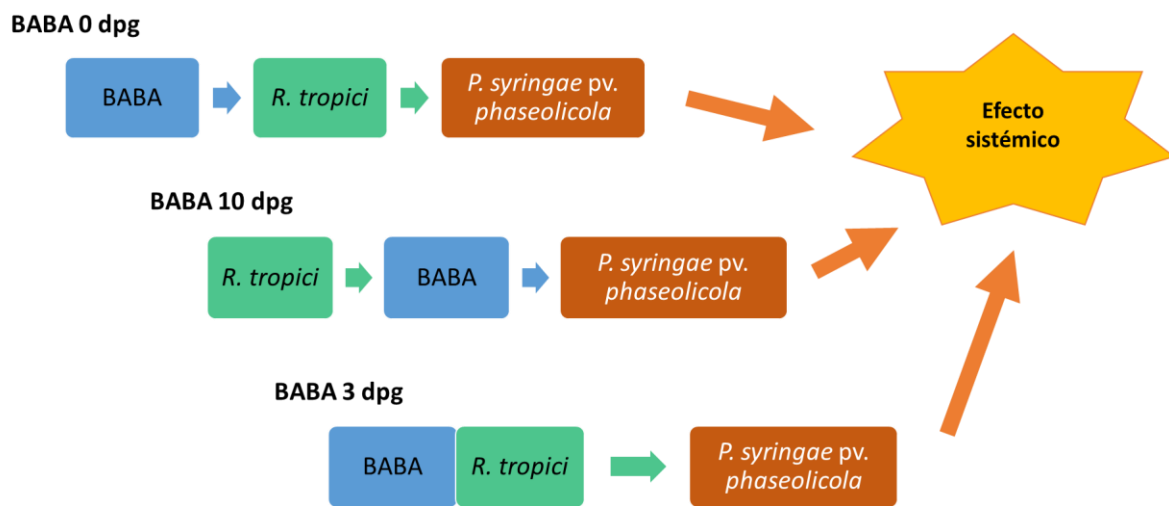 BABA 0 dpg
BABA
R. tropici
P. syringae pv.
phaseolicola
Efecto
sistémico
BABA 10 dpg
R. tropici
BABA
P. syringae pv.
phaseolicola
BABA 3 dpg
BABA
R. tropici
P. syringae pv.
phaseolicola